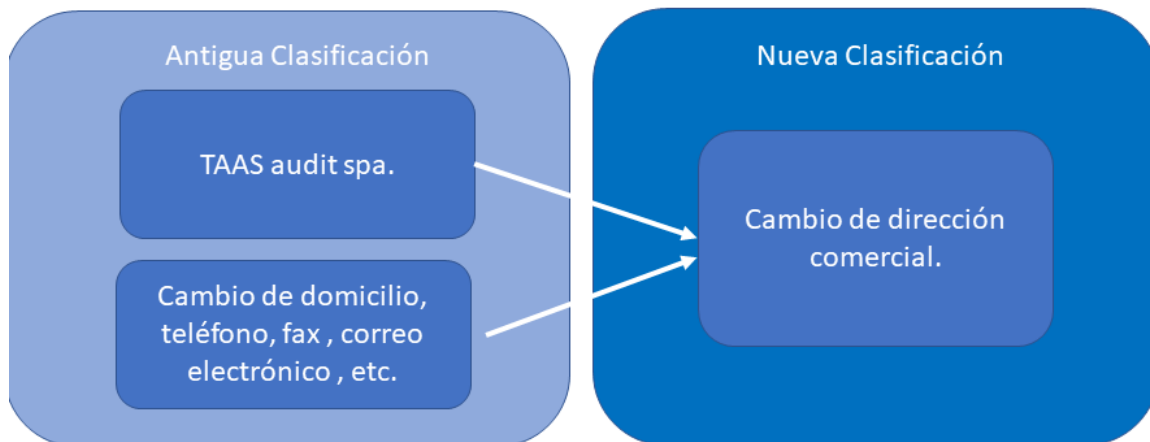 Antigua Clasificación
TAAS audit spa.
Cambio de domicilio,
teléfono, fax , correo
electrónico , etc.
Nueva Clasificación
Cambio de dirección
comercial.